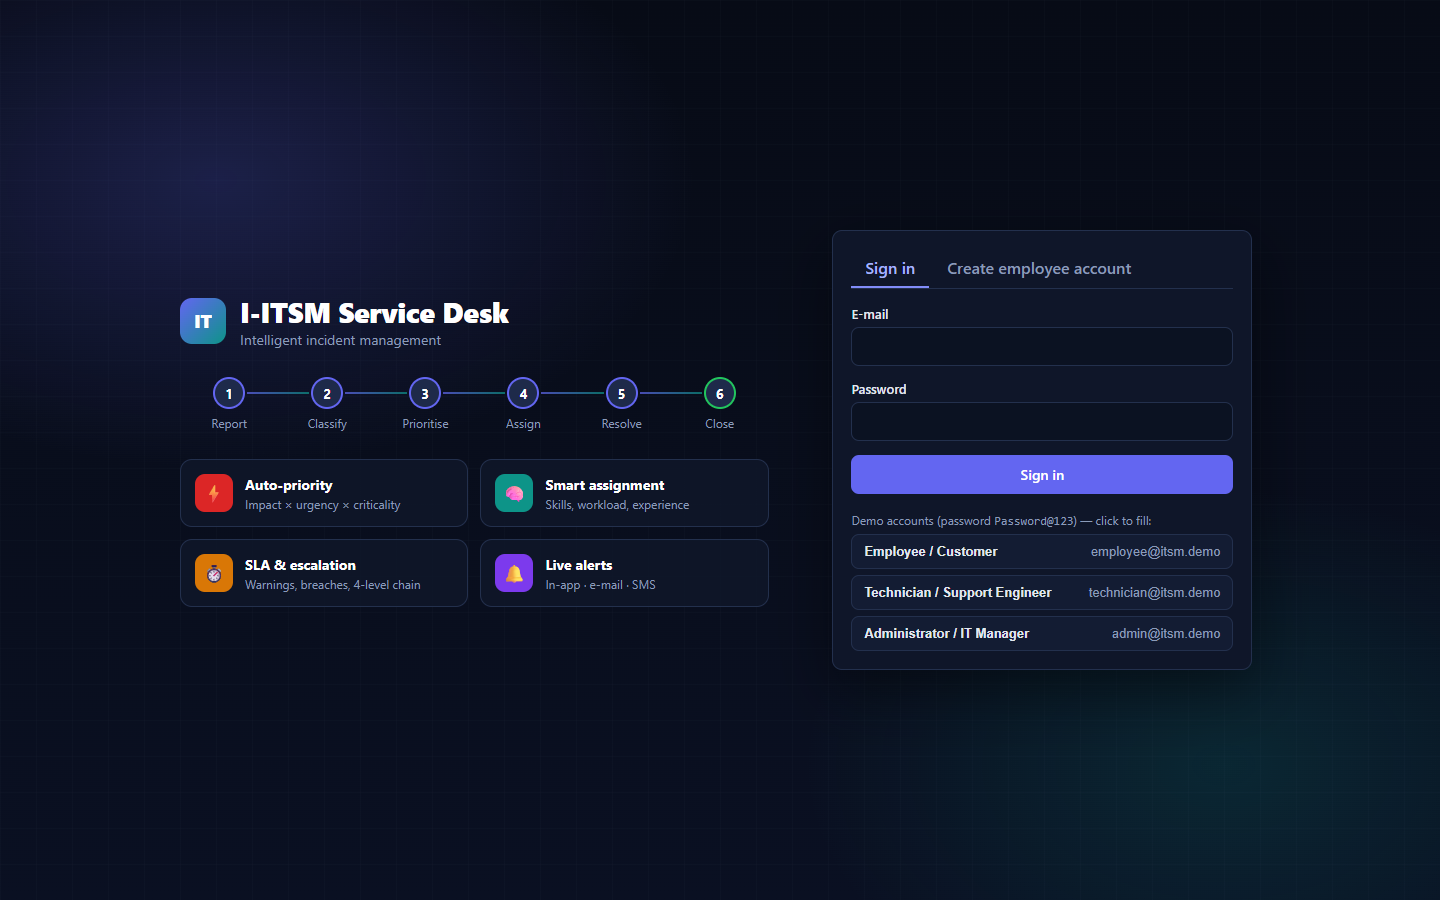 IT
I-ITSM Service Desk
Intelligent incident management
1 2 3 4 5 6
Report Classify Prioritise Assign Resolve Close
Auto-priority
Impact × urgency × criticality
Smart assignment
Skills, workload, experience
SLA & escalation
Warnings, breaches, 4-level chain
Live alerts
In-app · e-mail · SMS
Sign in Create employee account
E-mail
Password
Sign in
Demo accounts (password Password@123) — click to fill:
Employee / Customer employee@itsm.demo
Technician / Support Engineer technician@itsm.demo
Administrator / IT Manager admin@itsm.demo